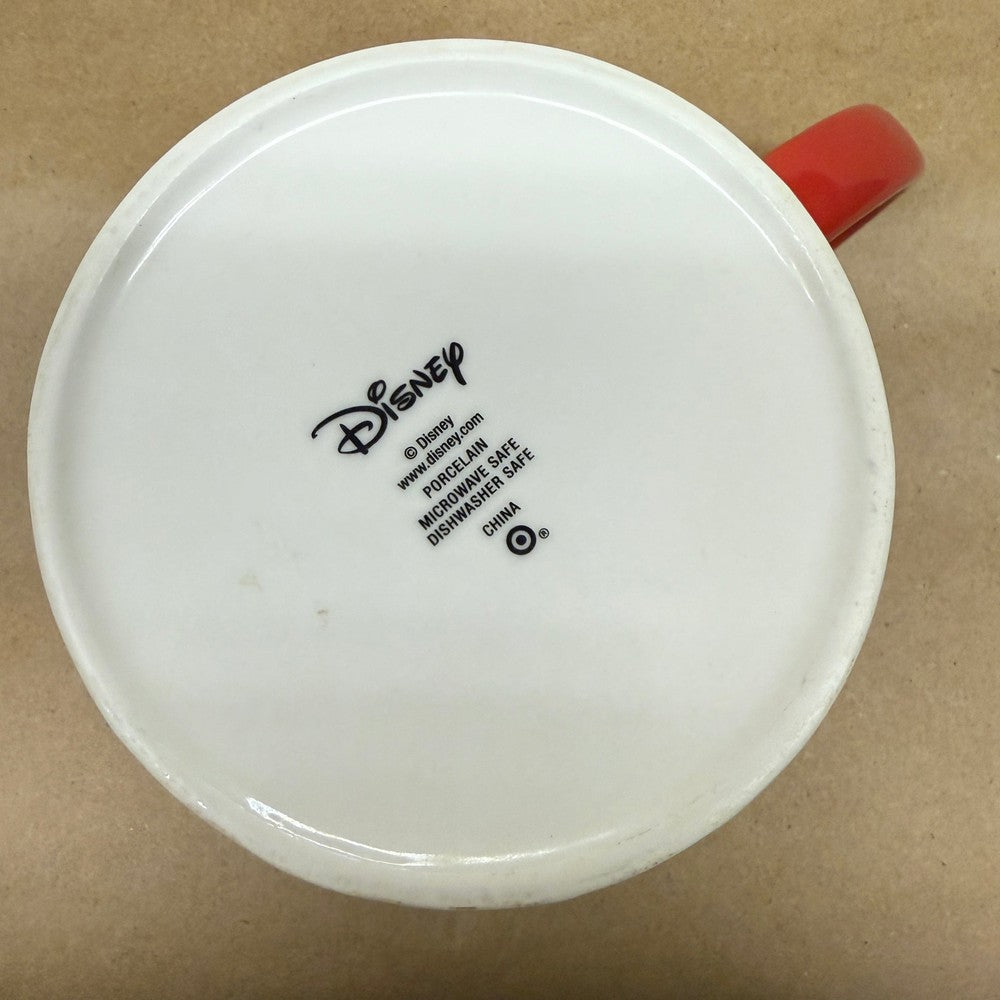 Disney
© Disney
www.disney.com
PORCELAIN
MICROWAVE SAFE
DISHWASHER SAFE
CHINA
®